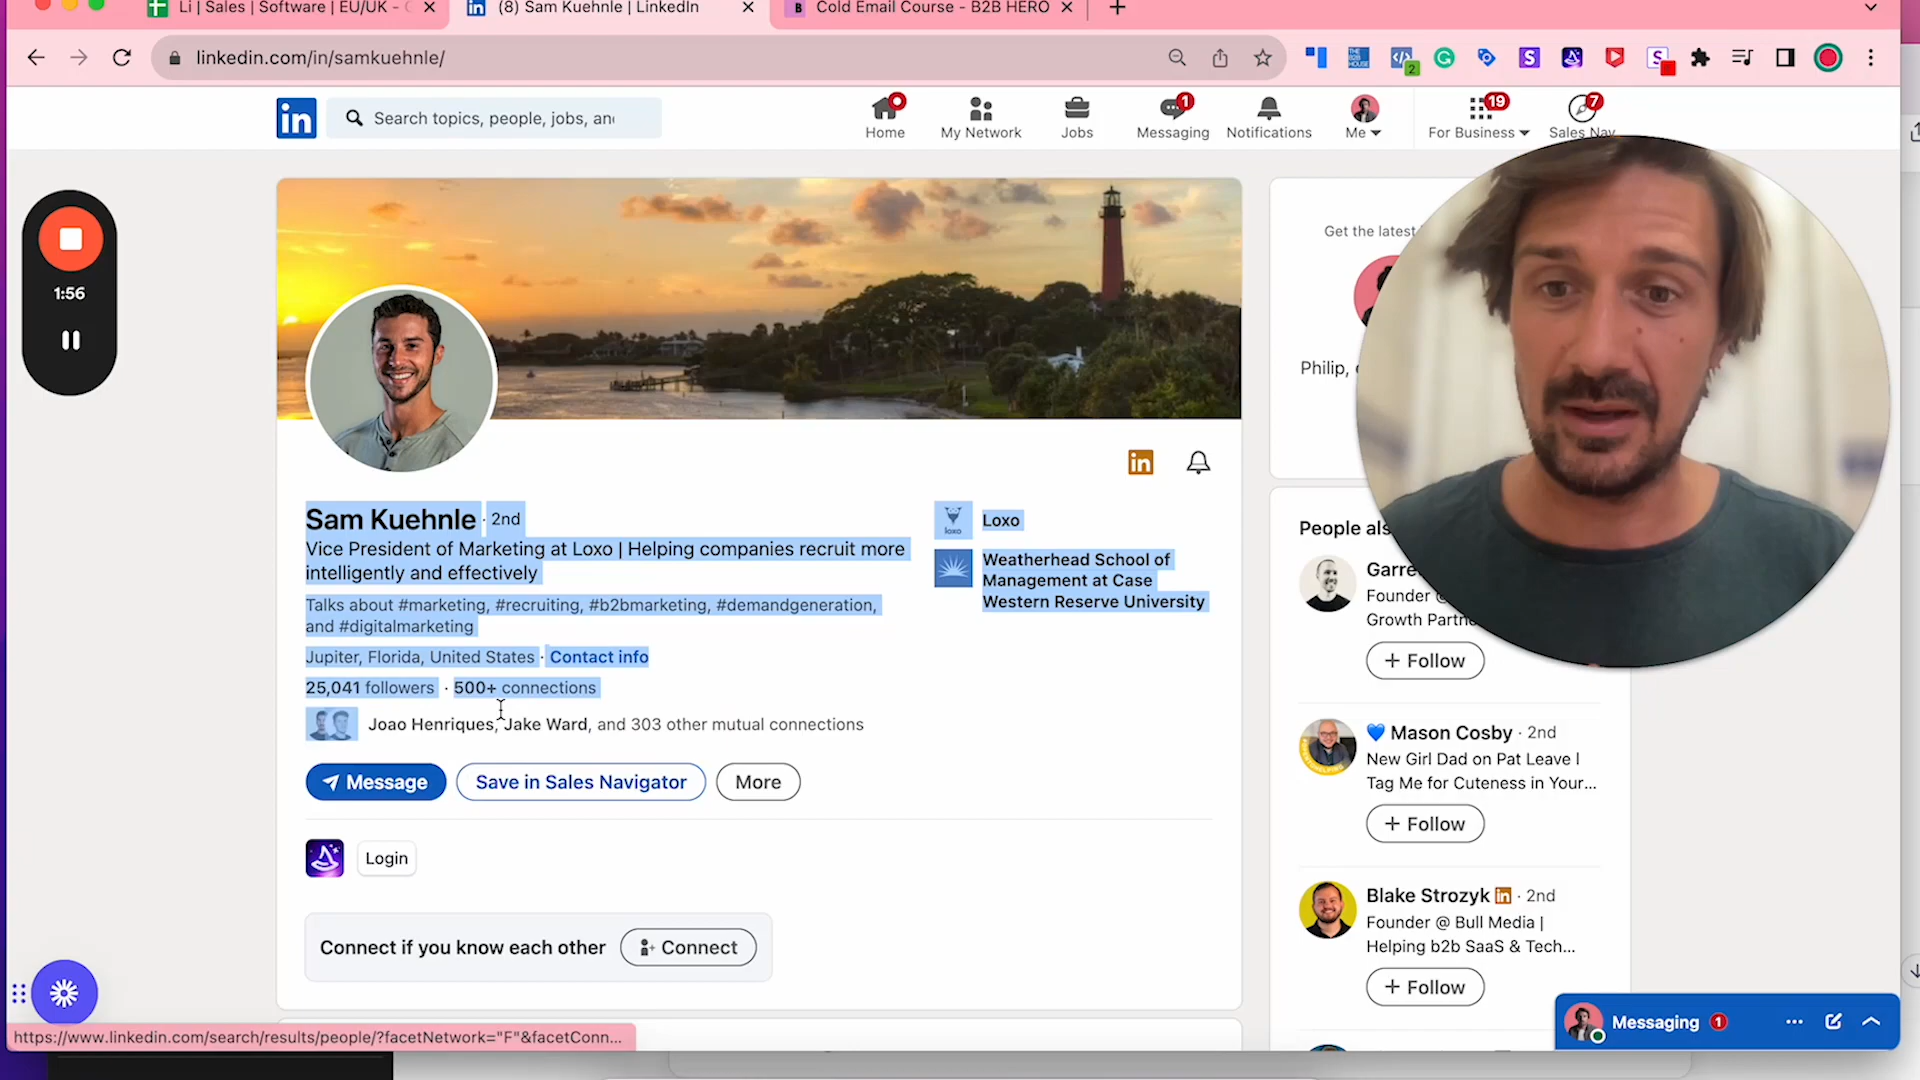 Li | Sales | Software | EU/UK -
(8) Sam Kuehnle | LinkedIn
B
Cold Email Course - B2B HERO
linkedin.com/in/samkuehnle/
2
in
Search topics, people, jobs, an
Home
My Network
Jobs
1
Messaging
Notifications
Me
19
For Business
7
Sales Nav
1:56
Get the latest
Philip,
in
Sam Kuehnle · 2nd
Vice President of Marketing at Loxo | Helping companies recruit more
intelligently and effectively
Talks about #marketing, #recruiting, #b2bmarketing, #demandgeneration,
and #digitalmarketing
Jupiter, Florida, United States · Contact info
25,041 followers · 500+ connections
Joao Henriques, Jake Ward, and 303 other mutual connections
loxo
Loxo
Weatherhead School of
Management at Case
Western Reserve University
Message
Save in Sales Navigator
More
Login
Connect if you know each other
Connect
People als
Garre
Founder @
Growth Partn
+ Follow
💙 Mason Cosby · 2nd
New Girl Dad on Pat Leave |
Tag Me for Cuteness in Your...
+ Follow
Blake Strozyk in · 2nd
Founder @ Bull Media |
Helping b2b SaaS & Tech...
+ Follow
Messaging 1
https://www.linkedin.com/search/results/people/?facetNetwork="F"&facetConn...